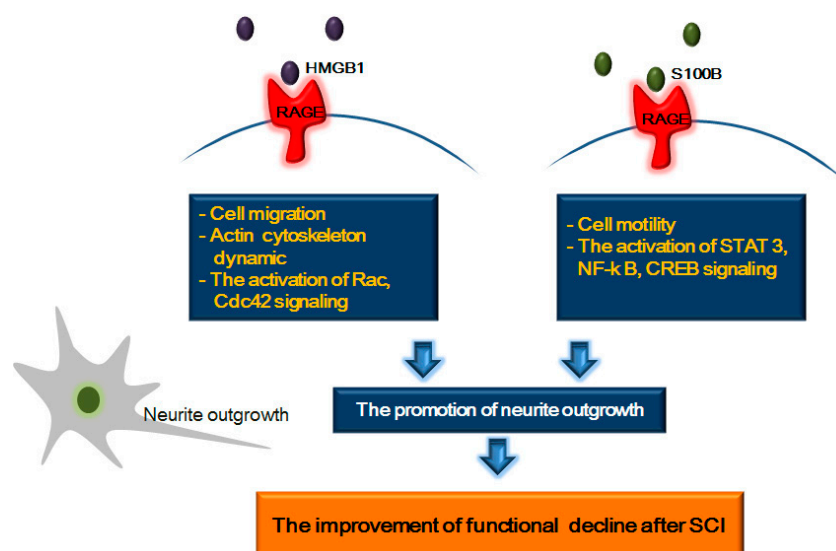 HMGB1
RAGE
S100B
RAGE
- Cell migration
- Actin cytoskeleton
dynamic
- The activation of Rac,
Cdc42 signaling
- Cell motility
- The activation of STAT 3,
NF-k B, CREB signaling
Neurite outgrowth
The promotion of neurite outgrowth
The improvement of functional decline after SCI